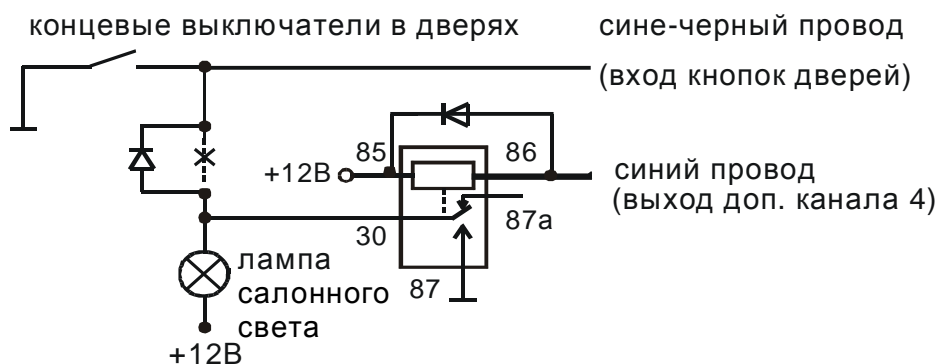 концевые выключатели в дверях
сине-черный провод
(вход кнопок дверей)
85
86
+12В
синий провод
(выход доп. канала 4)
87а
30
87
лампа
салонного
света
+12В